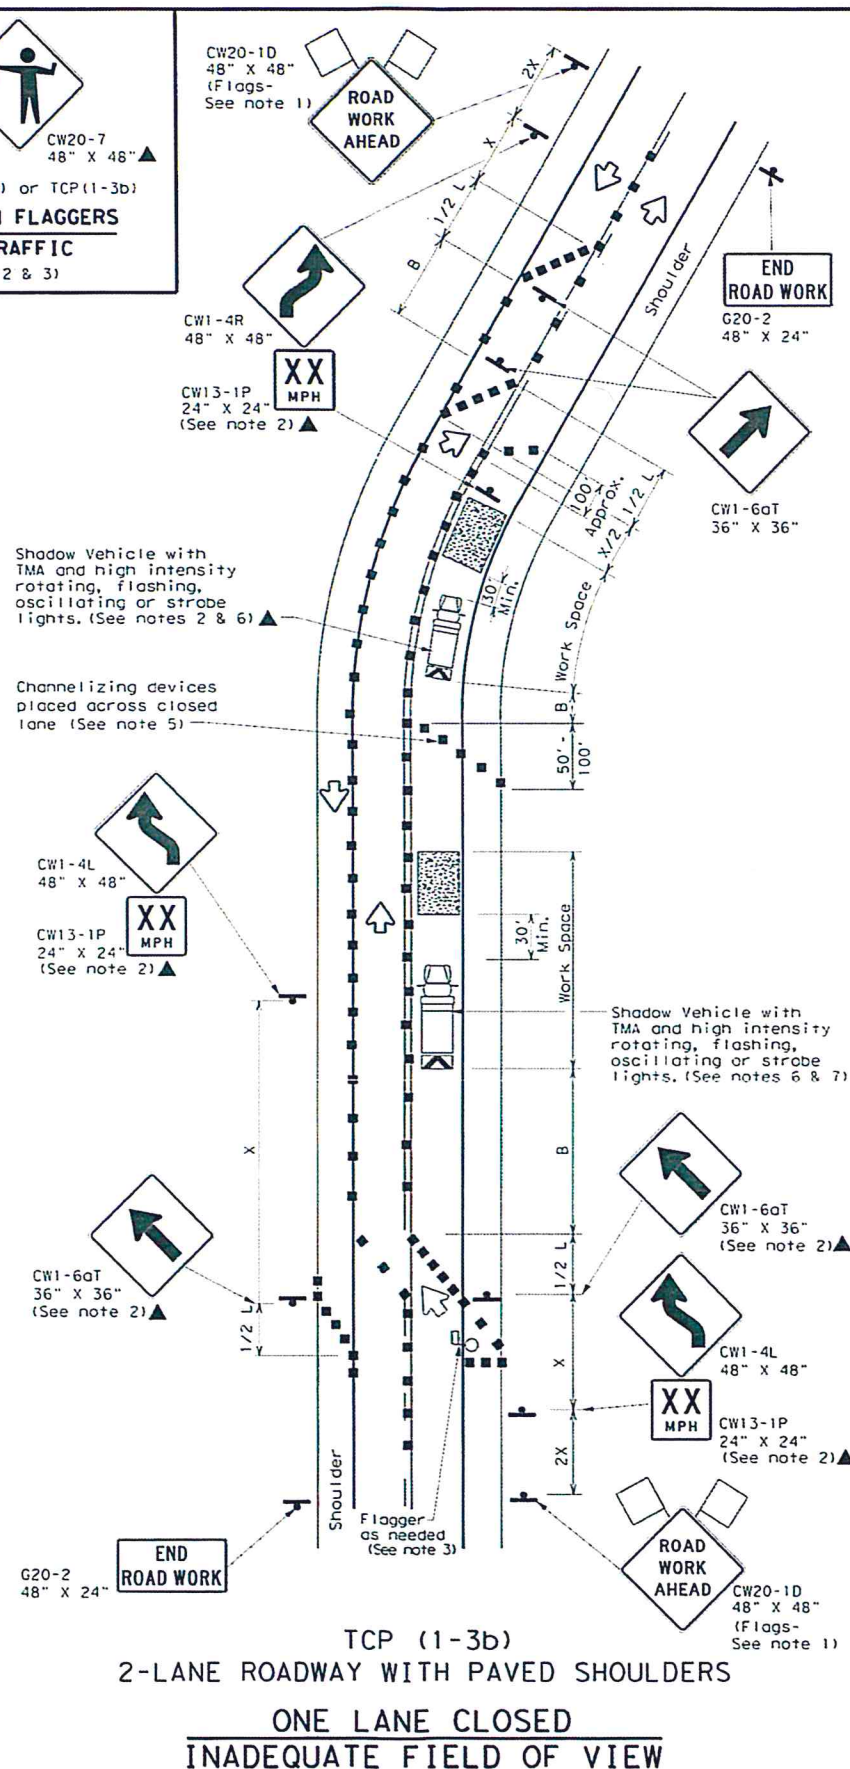 CW20-7
48" X 48"
) or TCP(1-3b)
FLAGGERS
RAFFIC
2 & 3)
CW20-1D
48" X 48"
(Flags-
See note 1)
ROAD
WORK
AHEAD
2X
X
1/2 L
B
CW1-4R
48" X 48"
XX
MPH
CW13-1P
24" X 24"
(See note 2)
Shoulder
END
ROAD WORK
G20-2
48" X 24"
CW1-6aT
36" X 36"
100'
Approx.
1/2 L
X/2
Work Space
30'
Min.
B
50' -
100'
Shadow Vehicle with
TMA and high intensity
rotating, flashing,
oscillating or strobe
lights. (See notes 2 & 6)
Channelizing devices
placed across closed
lane (See note 5)
CW1-4L
48" X 48"
XX
MPH
CW13-1P
24" X 24"
(See note 2)
30'
Min.
Work Space
Shadow Vehicle with
TMA and high intensity
rotating, flashing,
oscillating or strobe
lights. (See notes 6 & 7)
X
B
CW1-6aT
36" X 36"
(See note 2)
1/2 L
CW1-6aT
36" X 36"
(See note 2)
1/2 L
X
CW1-4L
48" X 48"
XX
MPH
CW13-1P
24" X 24"
(See note 2)
2X
Shoulder
Flagger
as needed
(See note 3)
END
ROAD WORK
G20-2
48" X 24"
ROAD
WORK
AHEAD
CW20-1D
48" X 48"
(Flags-
See note 1)
TCP (1-3b)
2-LANE ROADWAY WITH PAVED SHOULDERS
ONE LANE CLOSED
INADEQUATE FIELD OF VIEW